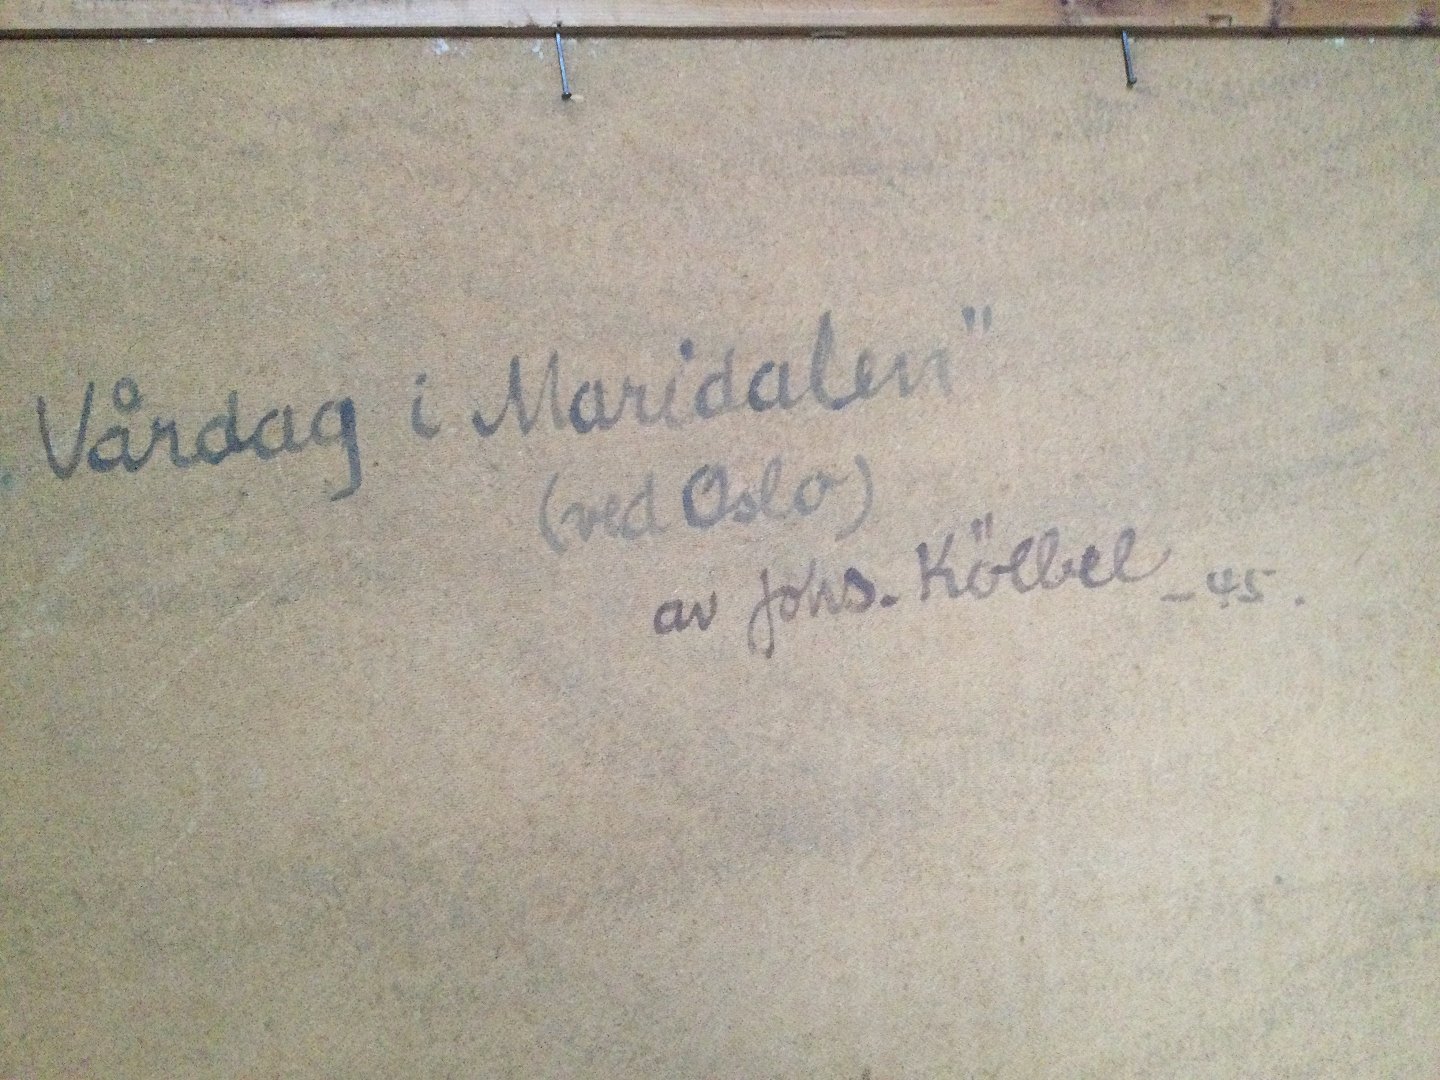 „Vårdag i Maridalen"
(ved Oslo)
av Johs. Kölbel -45.